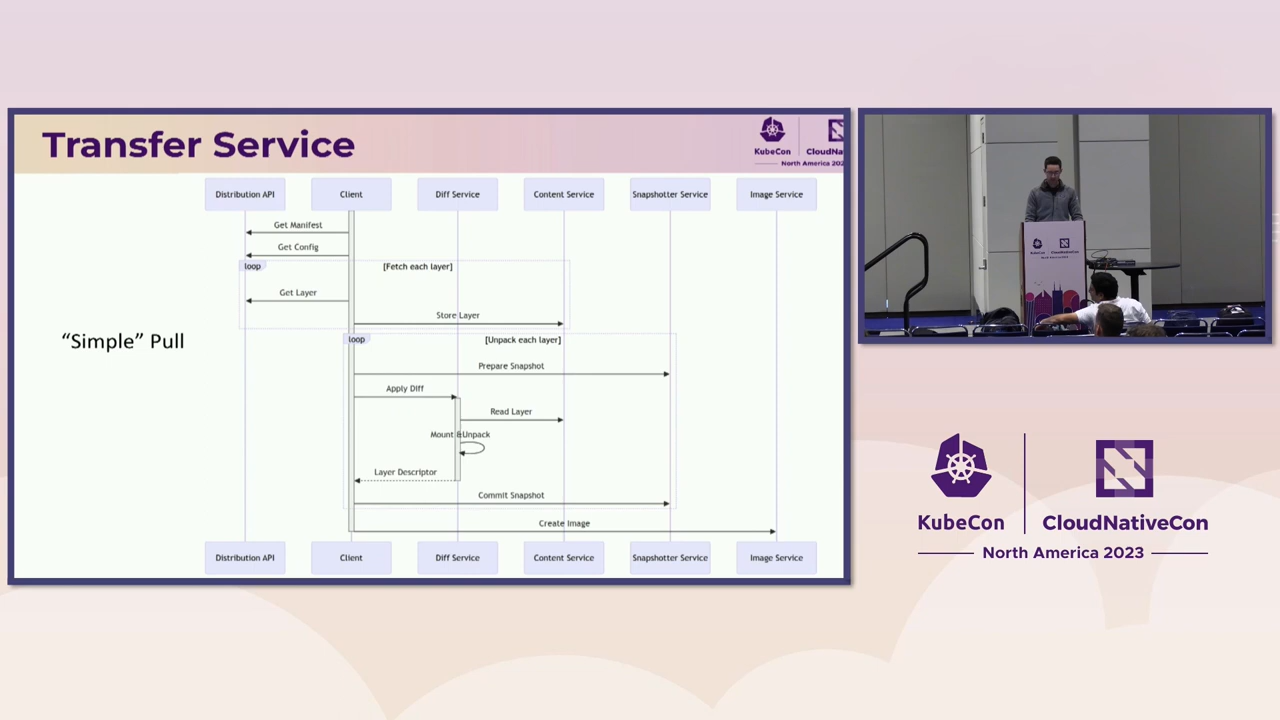 Transfer Service
KubeCon
CloudNat
North America 202
Distribution API
Client
Diff Service
Content Service
Snapshotter Service
Image Service
Get Manifest
Get Config
loop
[Fetch each layer]
Get Layer
Store Layer
"Simple" Pull
loop
[Unpack each layer]
Prepare Snapshot
Apply Diff
Read Layer
Mount & Unpack
Layer Descriptor
Commit Snapshot
Create Image
Distribution API
Client
Diff Service
Content Service
Snapshotter Service
Image Service
KubeCon
CloudNativeCon
North America 2023